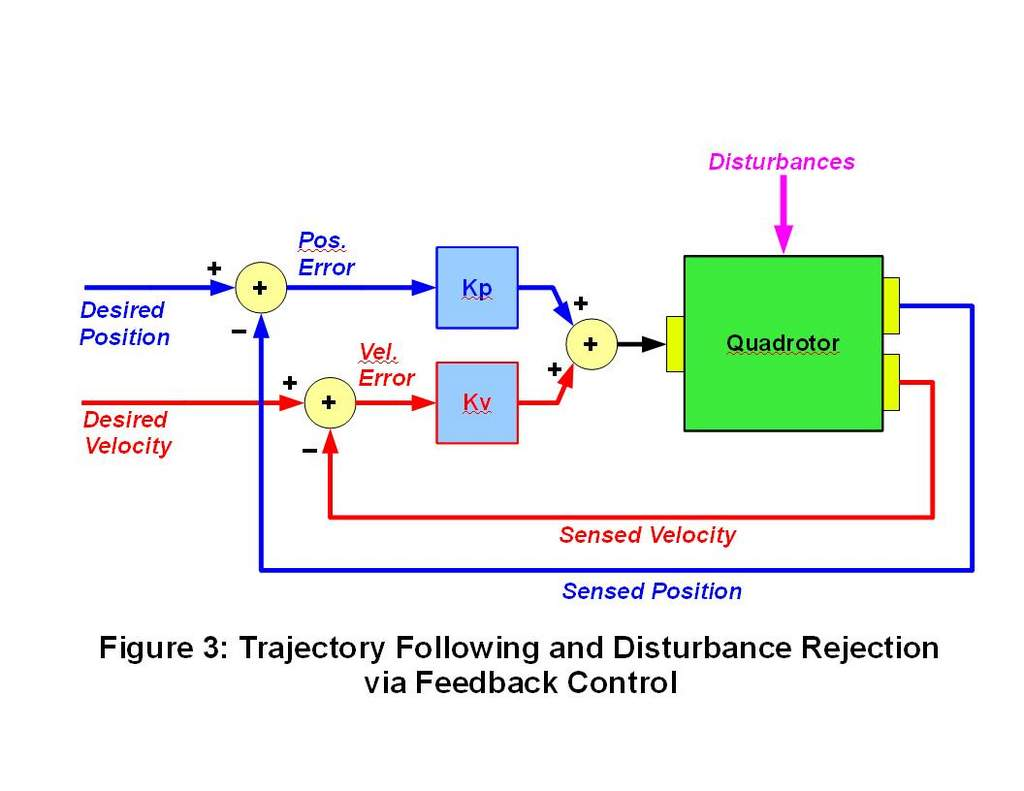 Disturbances
Pos.
Error
+
+
Desired
Position
−
Kp
+
+
Quadrotor
Vel.
Error
+
+
Desired
Velocity
−
Kv
+
Sensed Velocity
Sensed Position
Figure 3: Trajectory Following and Disturbance Rejection
via Feedback Control